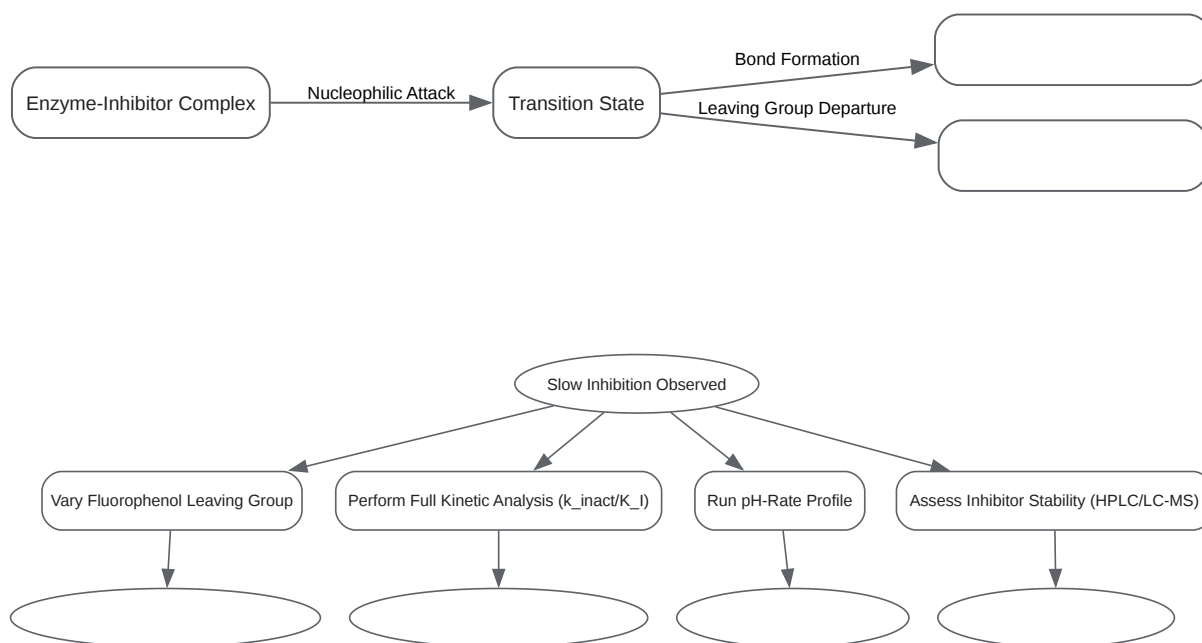 Bond Formation
Enzyme-Inhibitor Complex
Nucleophilic Attack
Transition State
Leaving Group Departure
Slow Inhibition Observed
Vary Fluorophenol Leaving Group
Perform Full Kinetic Analysis (k_inact/K_I)
Run pH-Rate Profile
Assess Inhibitor Stability (HPLC/LC-MS)